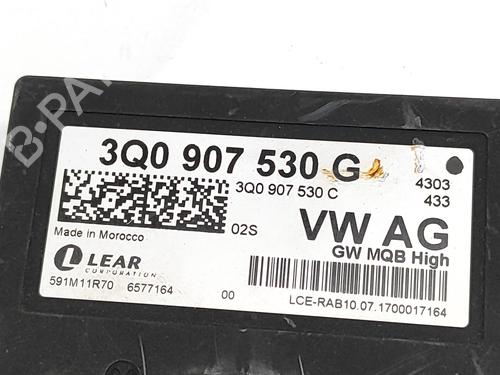 3Q0 907 530 G
3Q0 907 530 C
4303
433
02S
VW AG
GW MQB High
Made in Morocco
LEAR
CORPORATION
591M11R70 6577164 00
LCE-RAB10.07.1700017164
B-PARTS